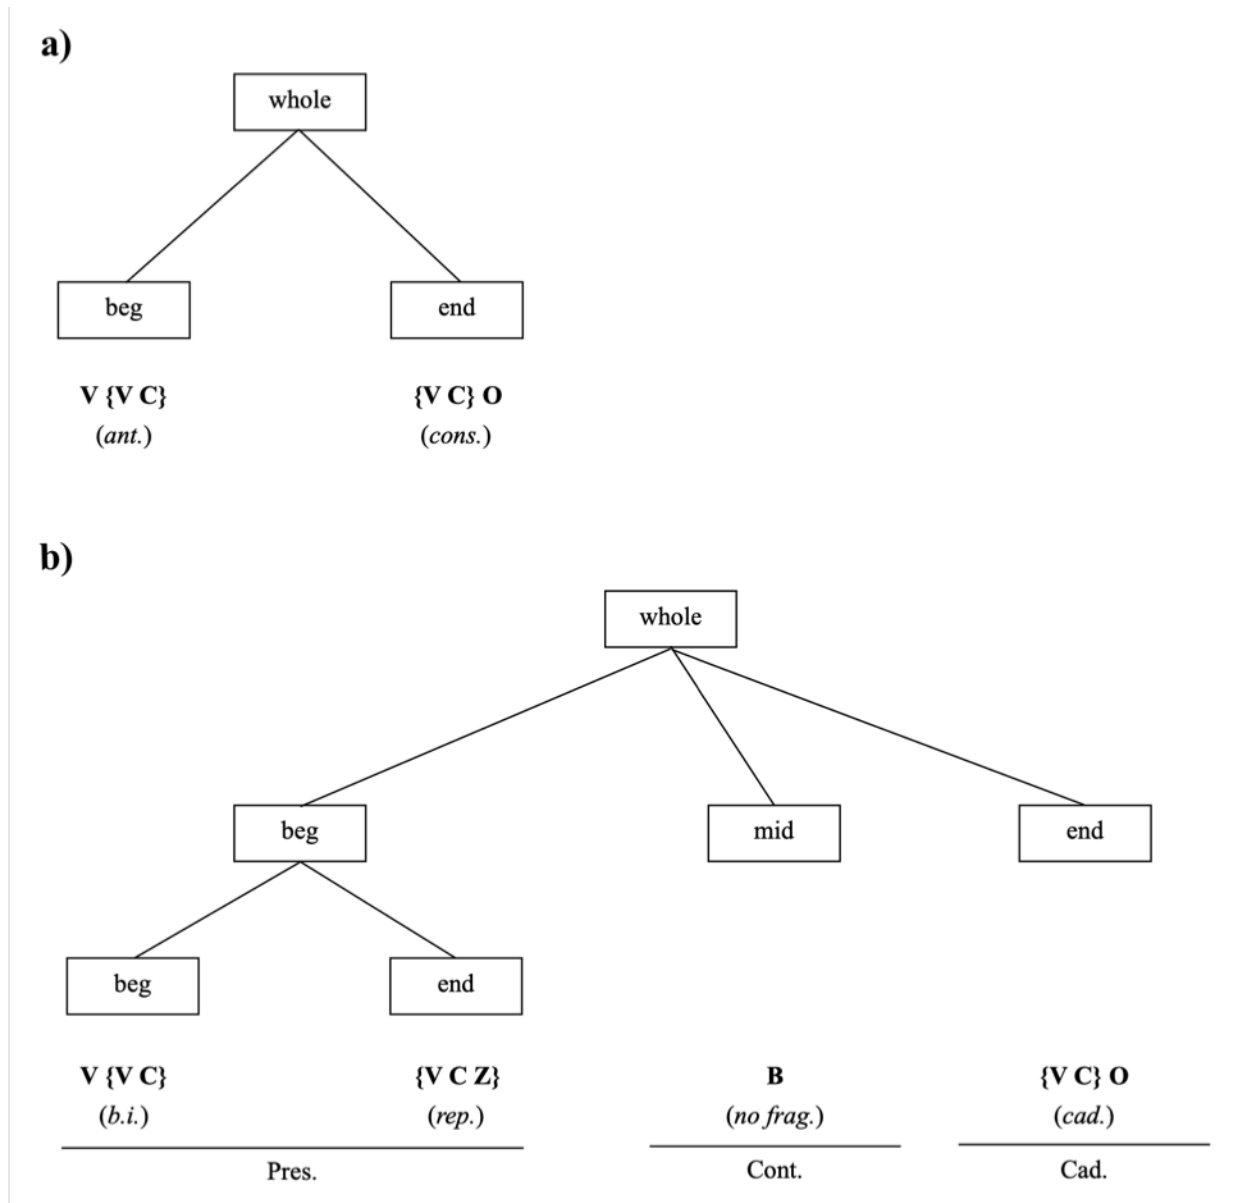 a)
whole
beg end
V {V C} {V C} O
(ant.) (cons.)
b)
whole
beg mid end
beg end
V {V C} {V C Z} B {V C} O
(b.i.) (rep.) (no frag.) (cad.)
Pres. Cont. Cad.